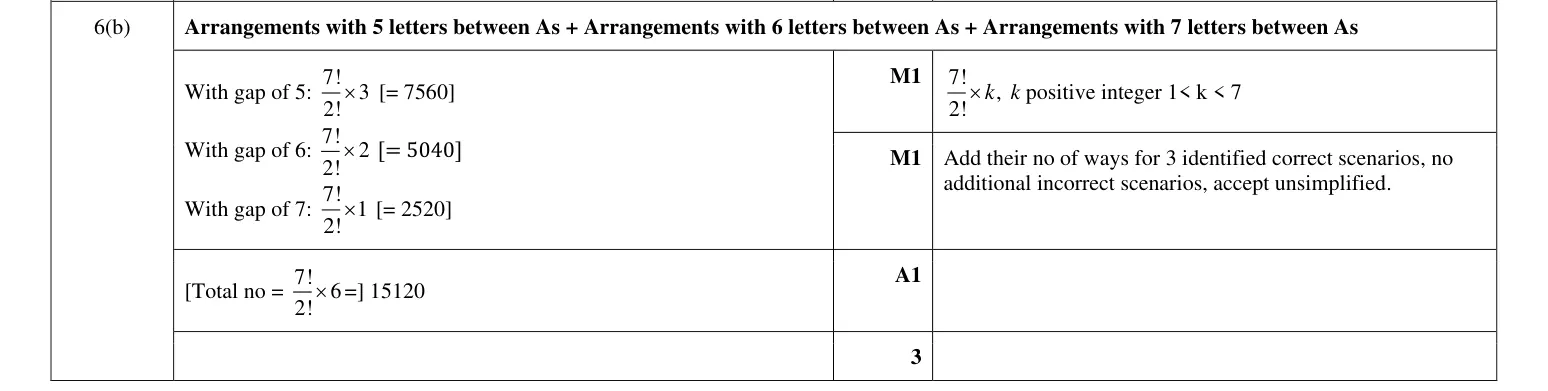 6(b) Arrangements with 5 letters between As + Arrangements with 6 letters between As + Arrangements with 7 letters between As
With gap of 5: 7!/2! × 3 [= 7560]
M1 7!/2! × k, k positive integer 1< k < 7
With gap of 6: 7!/2! × 2 [= 5040]
M1 Add their no of ways for 3 identified correct scenarios, no
additional incorrect scenarios, accept unsimplified.
With gap of 7: 7!/2! ×1 [= 2520]
[Total no = 7!/2! × 6 =] 15120 A1
3